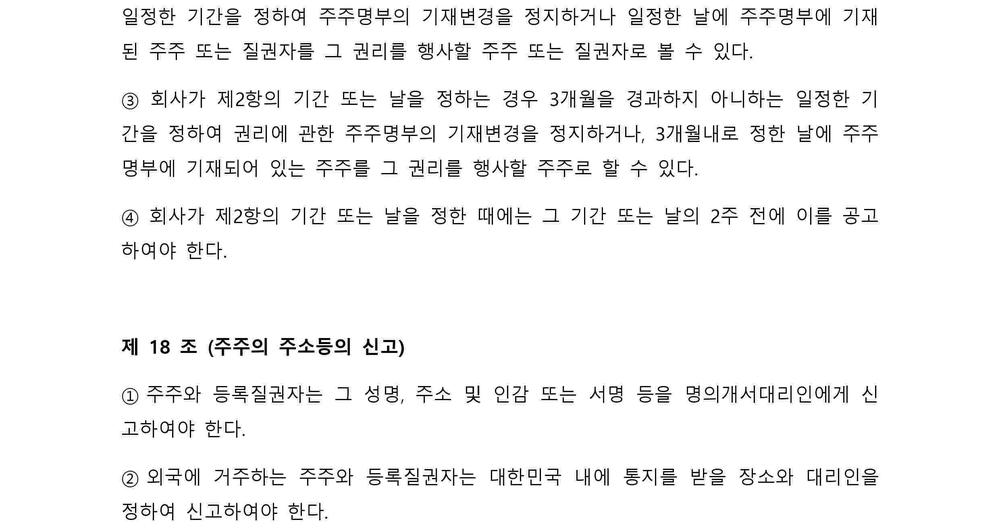 일정한 기간을 정하여 주주명부의 기재변경을 정지하거나 일정한 날에 주주명부에 기재
된 주주 또는 질권자를 그 권리를 행사할 주주 또는 질권자로 볼 수 있다.
③ 회사가 제2항의 기간 또는 날을 정하는 경우 3개월을 경과하지 아니하는 일정한 기
간을 정하여 권리에 관한 주주명부의 기재변경을 정지하거나, 3개월내로 정한 날에 주주
명부에 기재되어 있는 주주를 그 권리를 행사할 주주로 할 수 있다.
④ 회사가 제2항의 기간 또는 날을 정한 때에는 그 기간 또는 날의 2주 전에 이를 공고
하여야 한다.
제 18 조 (주주의 주소등의 신고)
① 주주와 등록질권자는 그 성명, 주소 및 인감 또는 서명 등을 명의개서대리인에게 신
고하여야 한다.
② 외국에 거주하는 주주와 등록질권자는 대한민국 내에 통지를 받을 장소와 대리인을
정하여 신고하여야 한다.